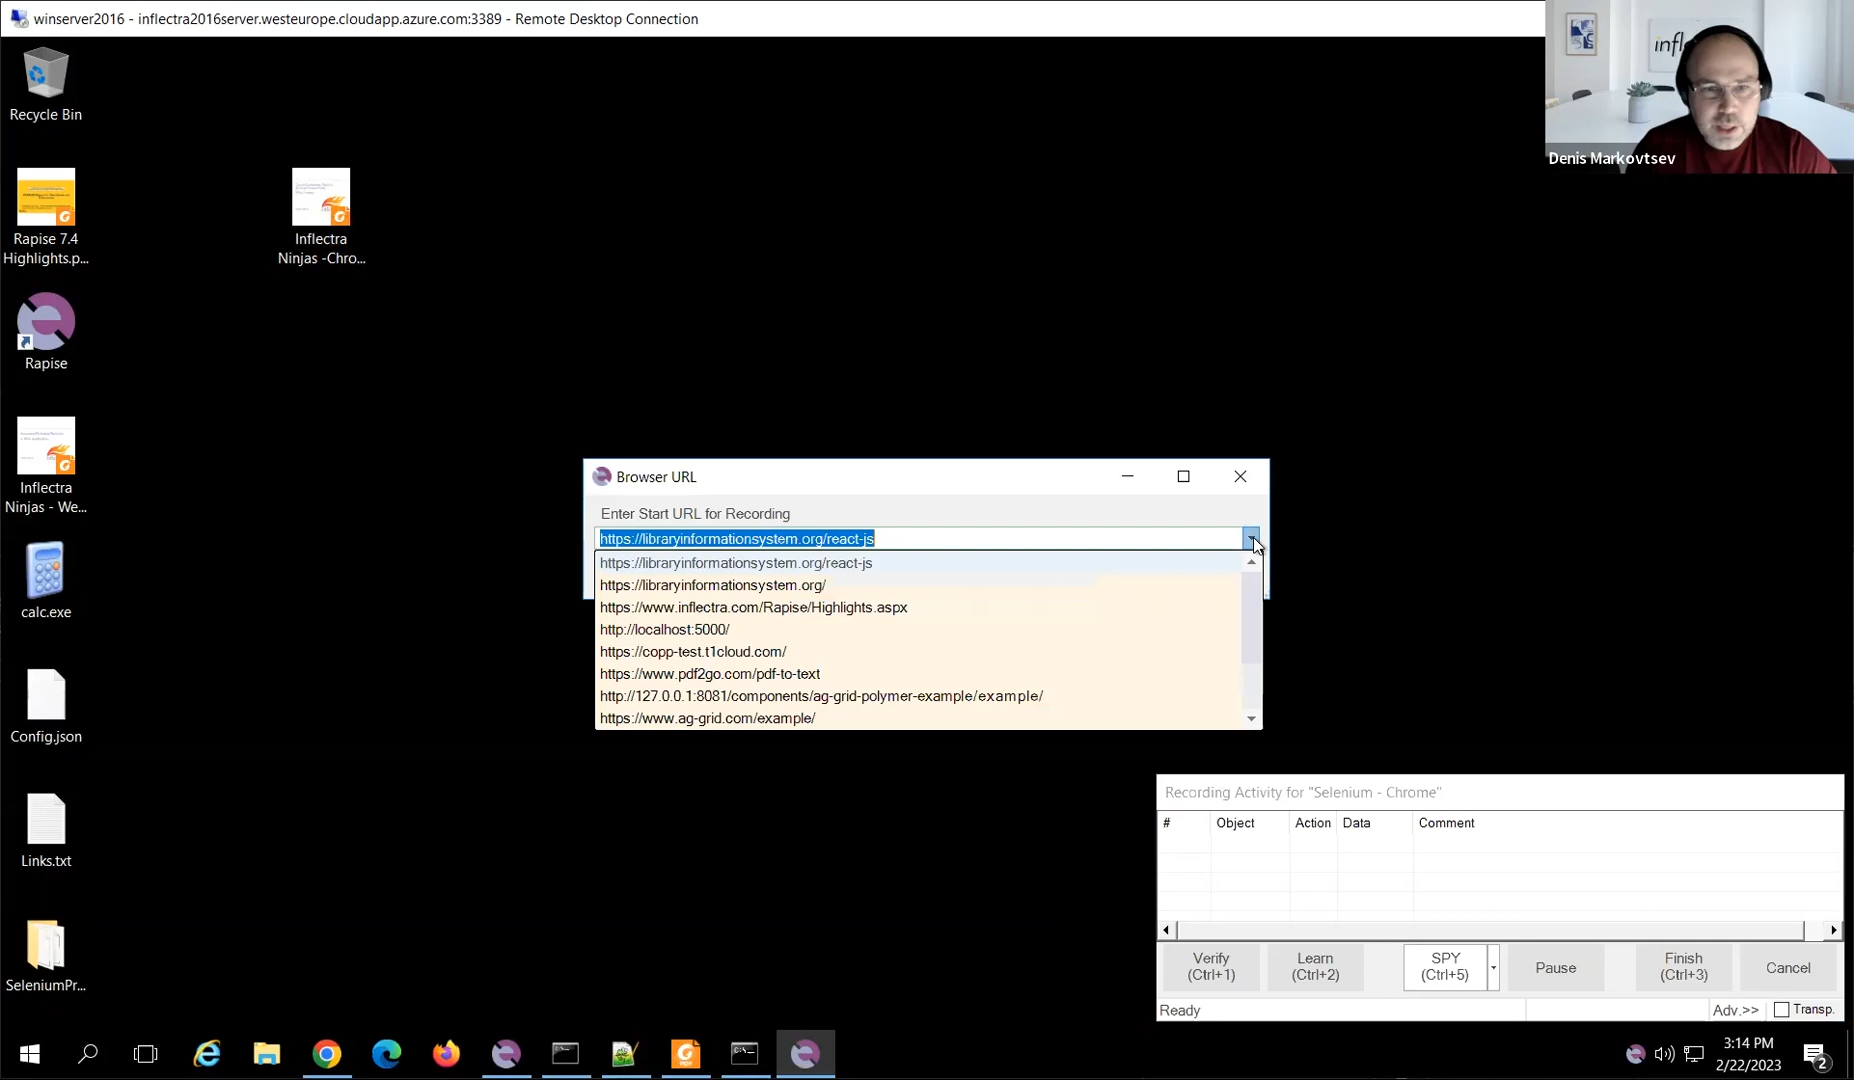 winserver2016 - inflectra2016server.westeurope.cloudapp.azure.com:3389 - Remote Desktop Connection
Recycle Bin
infl
Denis Markovtsev
Rapise 7.4
Highlights.p...
Inflectra
Ninjas -Chro...
Rapise
Inflectra
Ninjas - We...
calc.exe
Config.json
Links.txt
SeleniumPr...
Browser URL
Enter Start URL for Recording
https://libraryinformationsystem.org/react-js
https://libraryinformationsystem.org/react-js
https://libraryinformationsystem.org/
https://www.inflectra.com/Rapise/Highlights.aspx
http://localhost:5000/
https://copp-test.t1cloud.com/
https://www.pdf2go.com/pdf-to-text
http://127.0.0.1:8081/components/ag-grid-polymer-example/example/
https://www.ag-grid.com/example/
Recording Activity for "Selenium - Chrome"
# Object Action Data Comment
Verify (Ctrl+1)
Learn (Ctrl+2)
SPY (Ctrl+5)
Pause
Finish (Ctrl+3)
Cancel
Ready
Adv.>>
Transp.
3:14 PM
2/22/2023
2